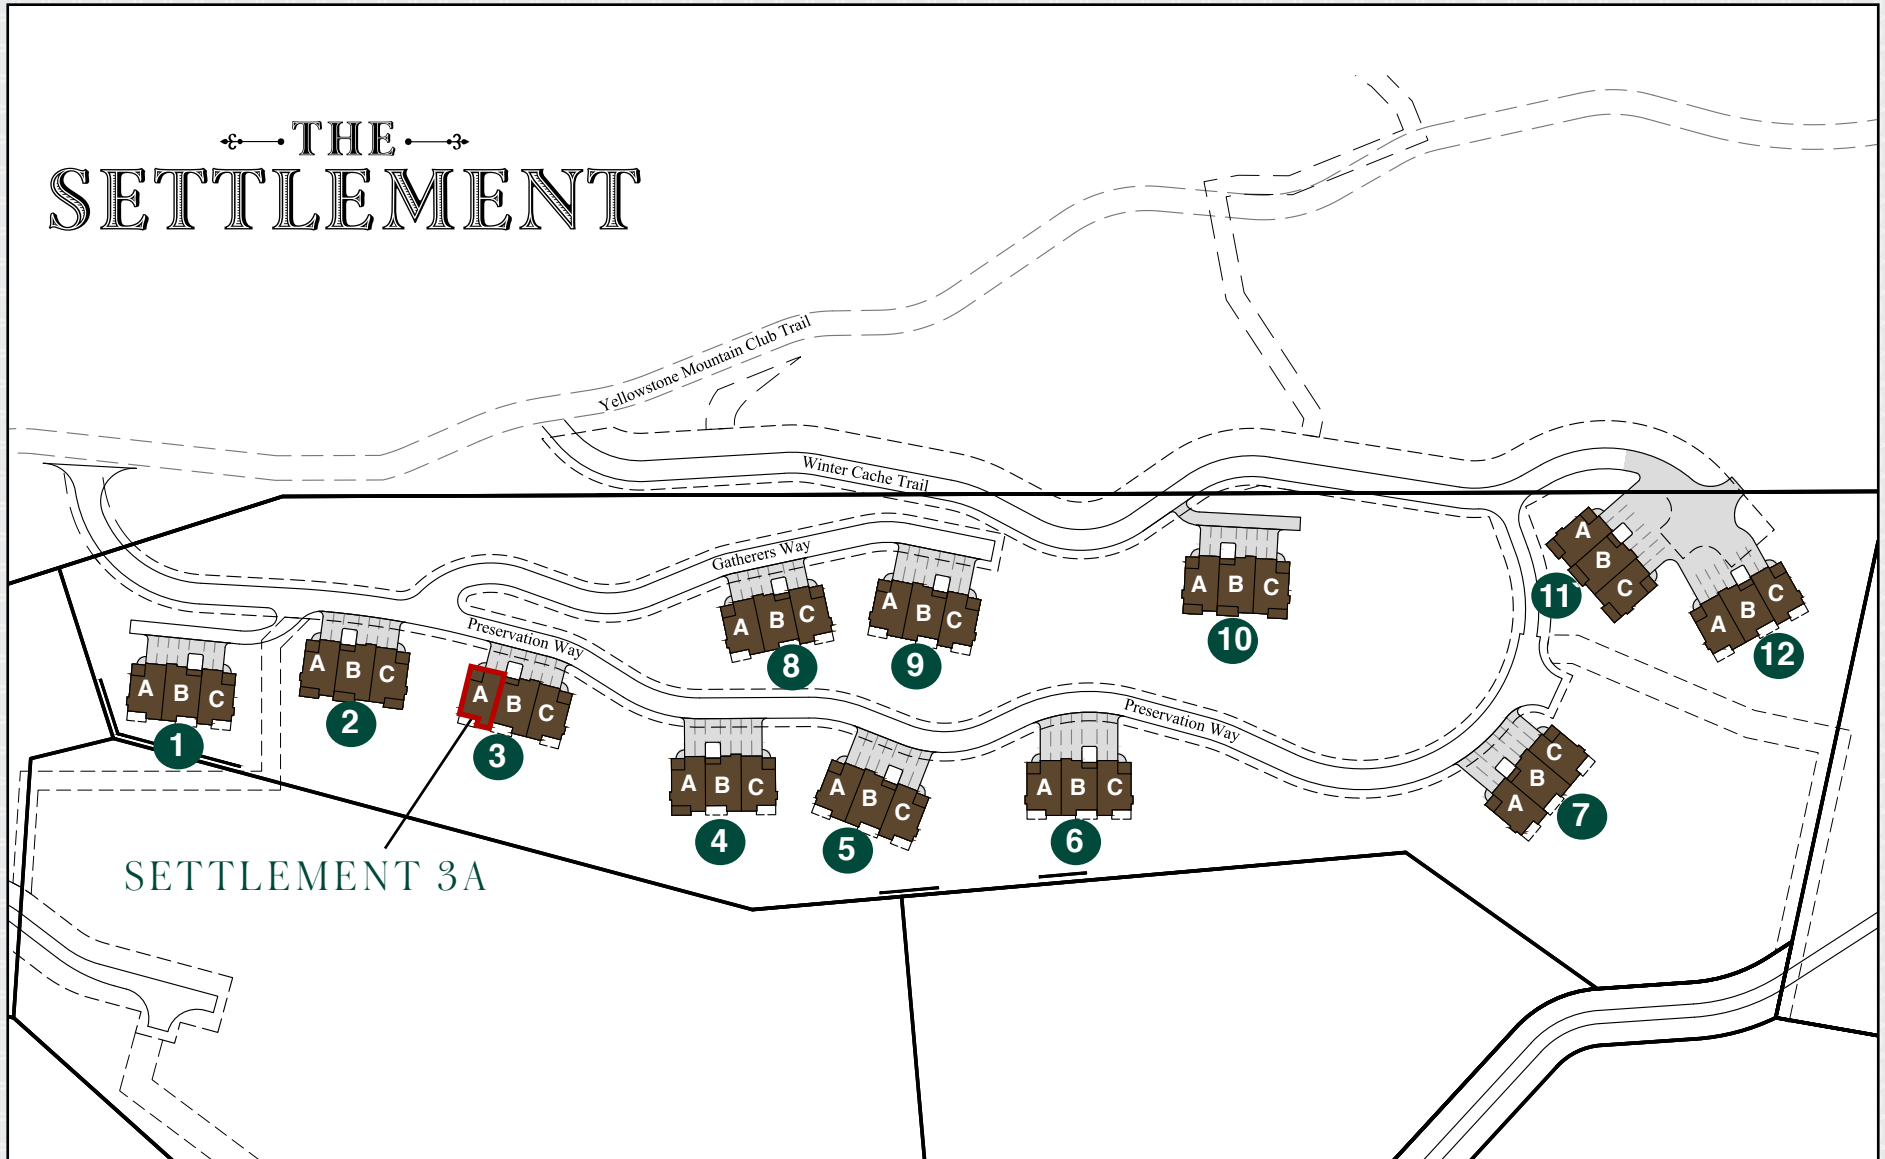 THE
SETTLEMENT
Yellowstone Mountain Club Trail
Winter Cache Trail
Gatherers Way
Preservation Way
Preservation Way
A B C
1
A B C
2
A B C
3
A B C
4
A B C
5
A B C
6
A B C
7
A B C
8
A B C
9
A B C
10
A B C
11
A B C
12
SETTLEMENT 3A